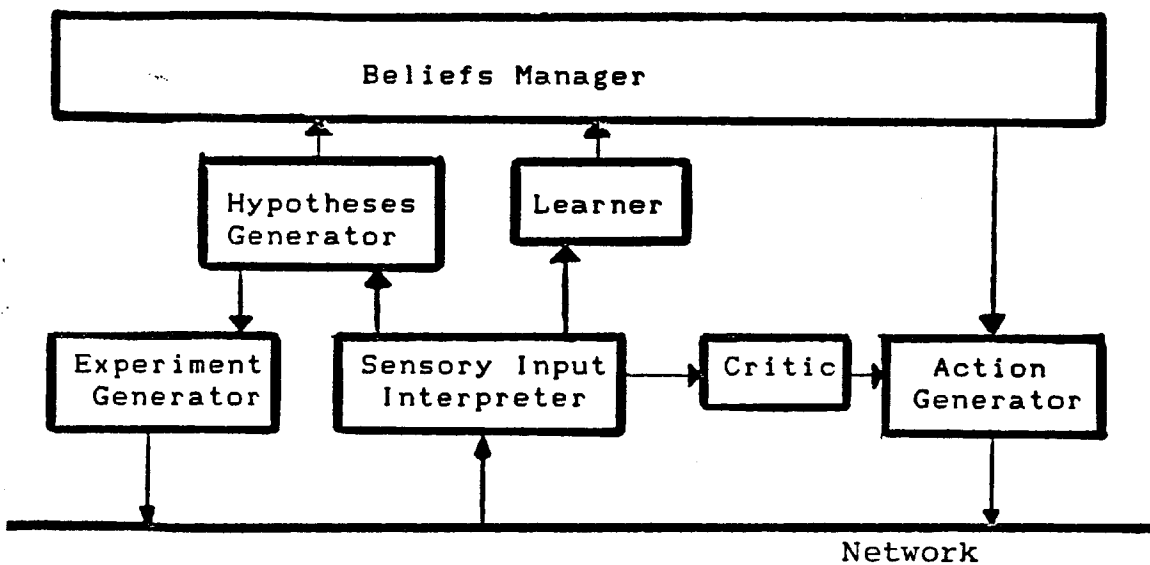 Beliefs Manager
Hypotheses
Generator
Learner
Experiment
Generator
Sensory Input
Interpreter
Critic
Action
Generator
Network